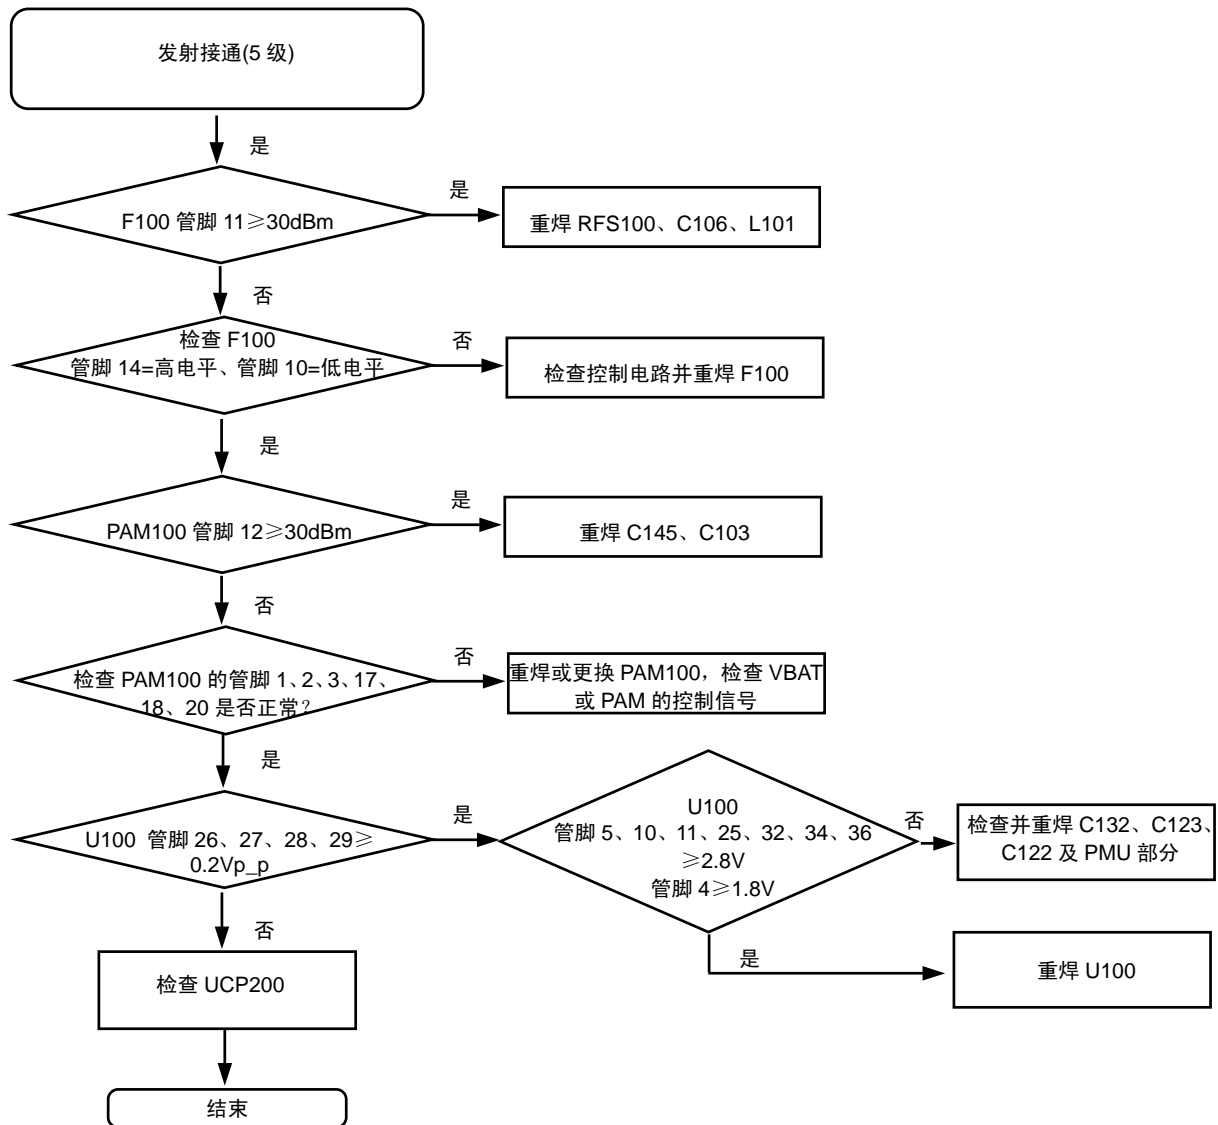 发射接通(5 级)
是
F100 管脚 11≥30dBm
是
重焊 RFS100、C106、L101
否
检查 F100
管脚 14=高电平、管脚 10=低电平
否
检查控制电路并重焊 F100
是
PAM100 管脚 12≥30dBm
是
重焊 C145、C103
否
检查 PAM100 的管脚 1、2、3、17、
18、20 是否正常？
否
重焊或更换 PAM100，检查 VBAT
或 PAM 的控制信号
是
U100 管脚 26、27、28、29≥
0.2Vp_p
是
U100
管脚 5、10、11、25、32、34、36
≥2.8V
管脚 4≥1.8V
否
检查并重焊 C132、C123、
C122 及 PMU 部分
是
重焊 U100
否
检查 UCP200
结束